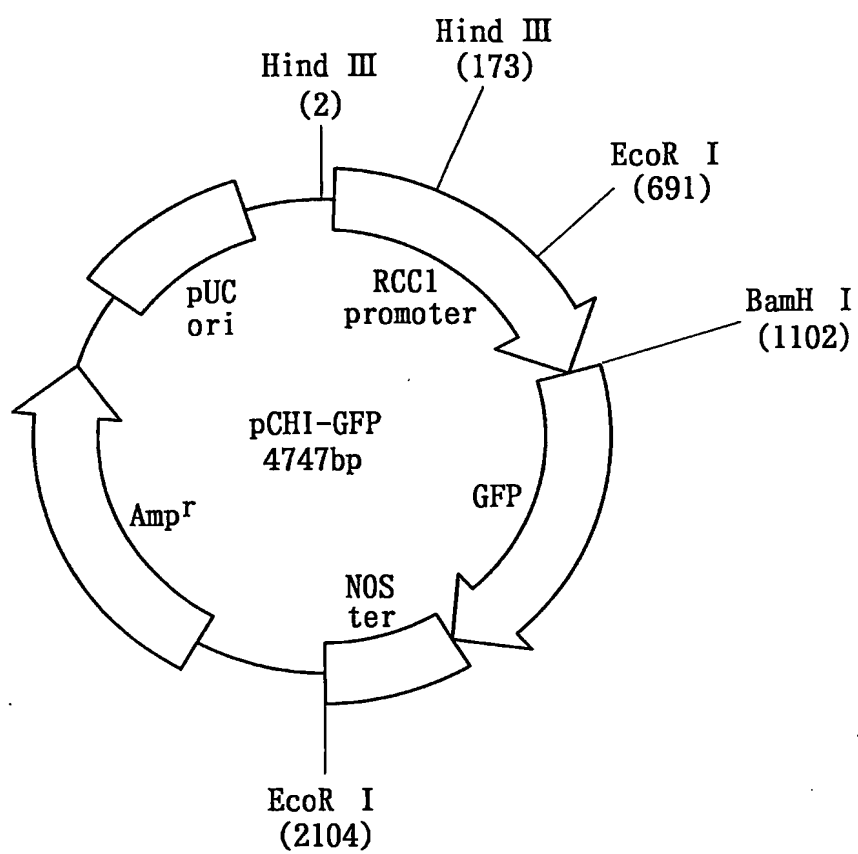 Hind III
(173)
Hind III
(2)
EcoR I
(691)
BamH I
(1102)
RCC1
promoter
pUC
ori
pCHI-GFP
4747bp
GFP
Ampr
NOS
ter
EcoR I
(2104)